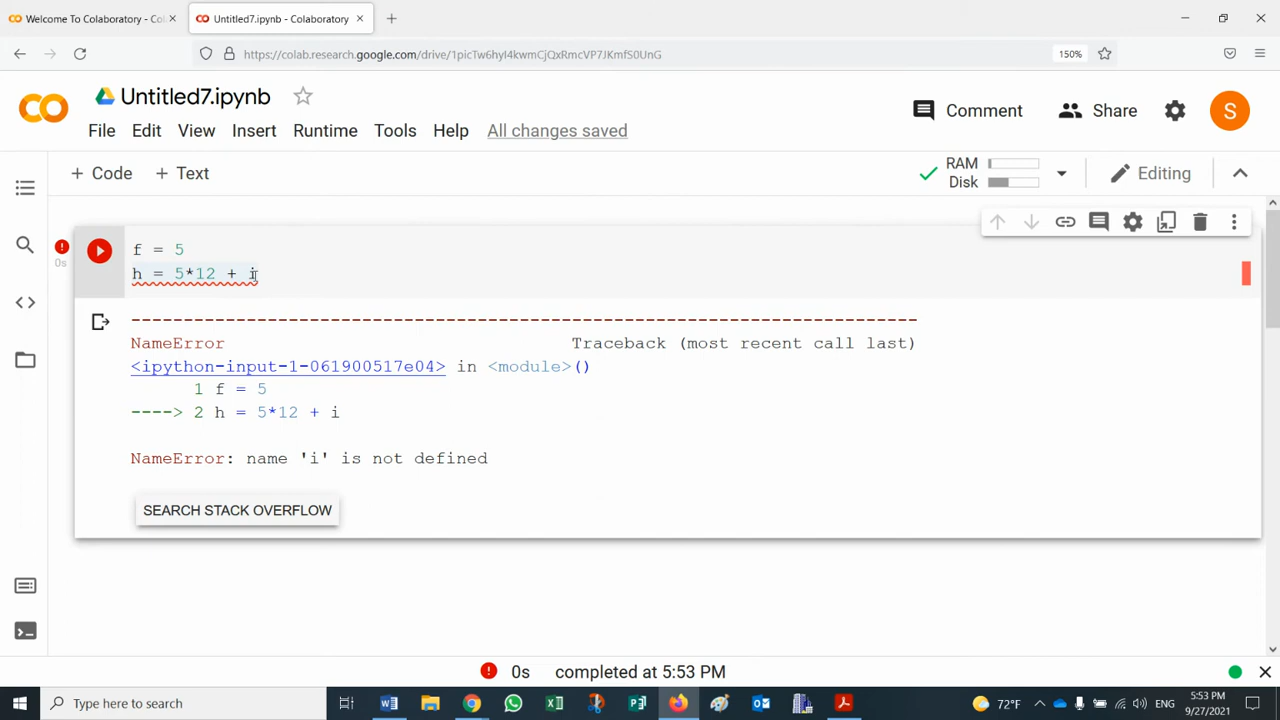 Welcome To Colaboratory - Col
Untitled7.ipynb - Colaboratory
https://colab.research.google.com/drive/1picTw6hyI4kwmCjQxRmcVP7JKmfS0UnG
150%
CO
Untitled7.ipynb
Comment
Share
S
File Edit View Insert Runtime Tools Help All changes saved
+ Code + Text
RAM
Disk
Editing
f = 5
0s
h = 5*12 + i
---------------------------------------------------------------------------
NameError Traceback (most recent call last)
<ipython-input-1-061900517e04> in <module>()
1 f = 5
----> 2 h = 5*12 + i
NameError: name 'i' is not defined
SEARCH STACK OVERFLOW
0s completed at 5:53 PM
Type here to search
72°F
ENG
5:53 PM
9/27/2021